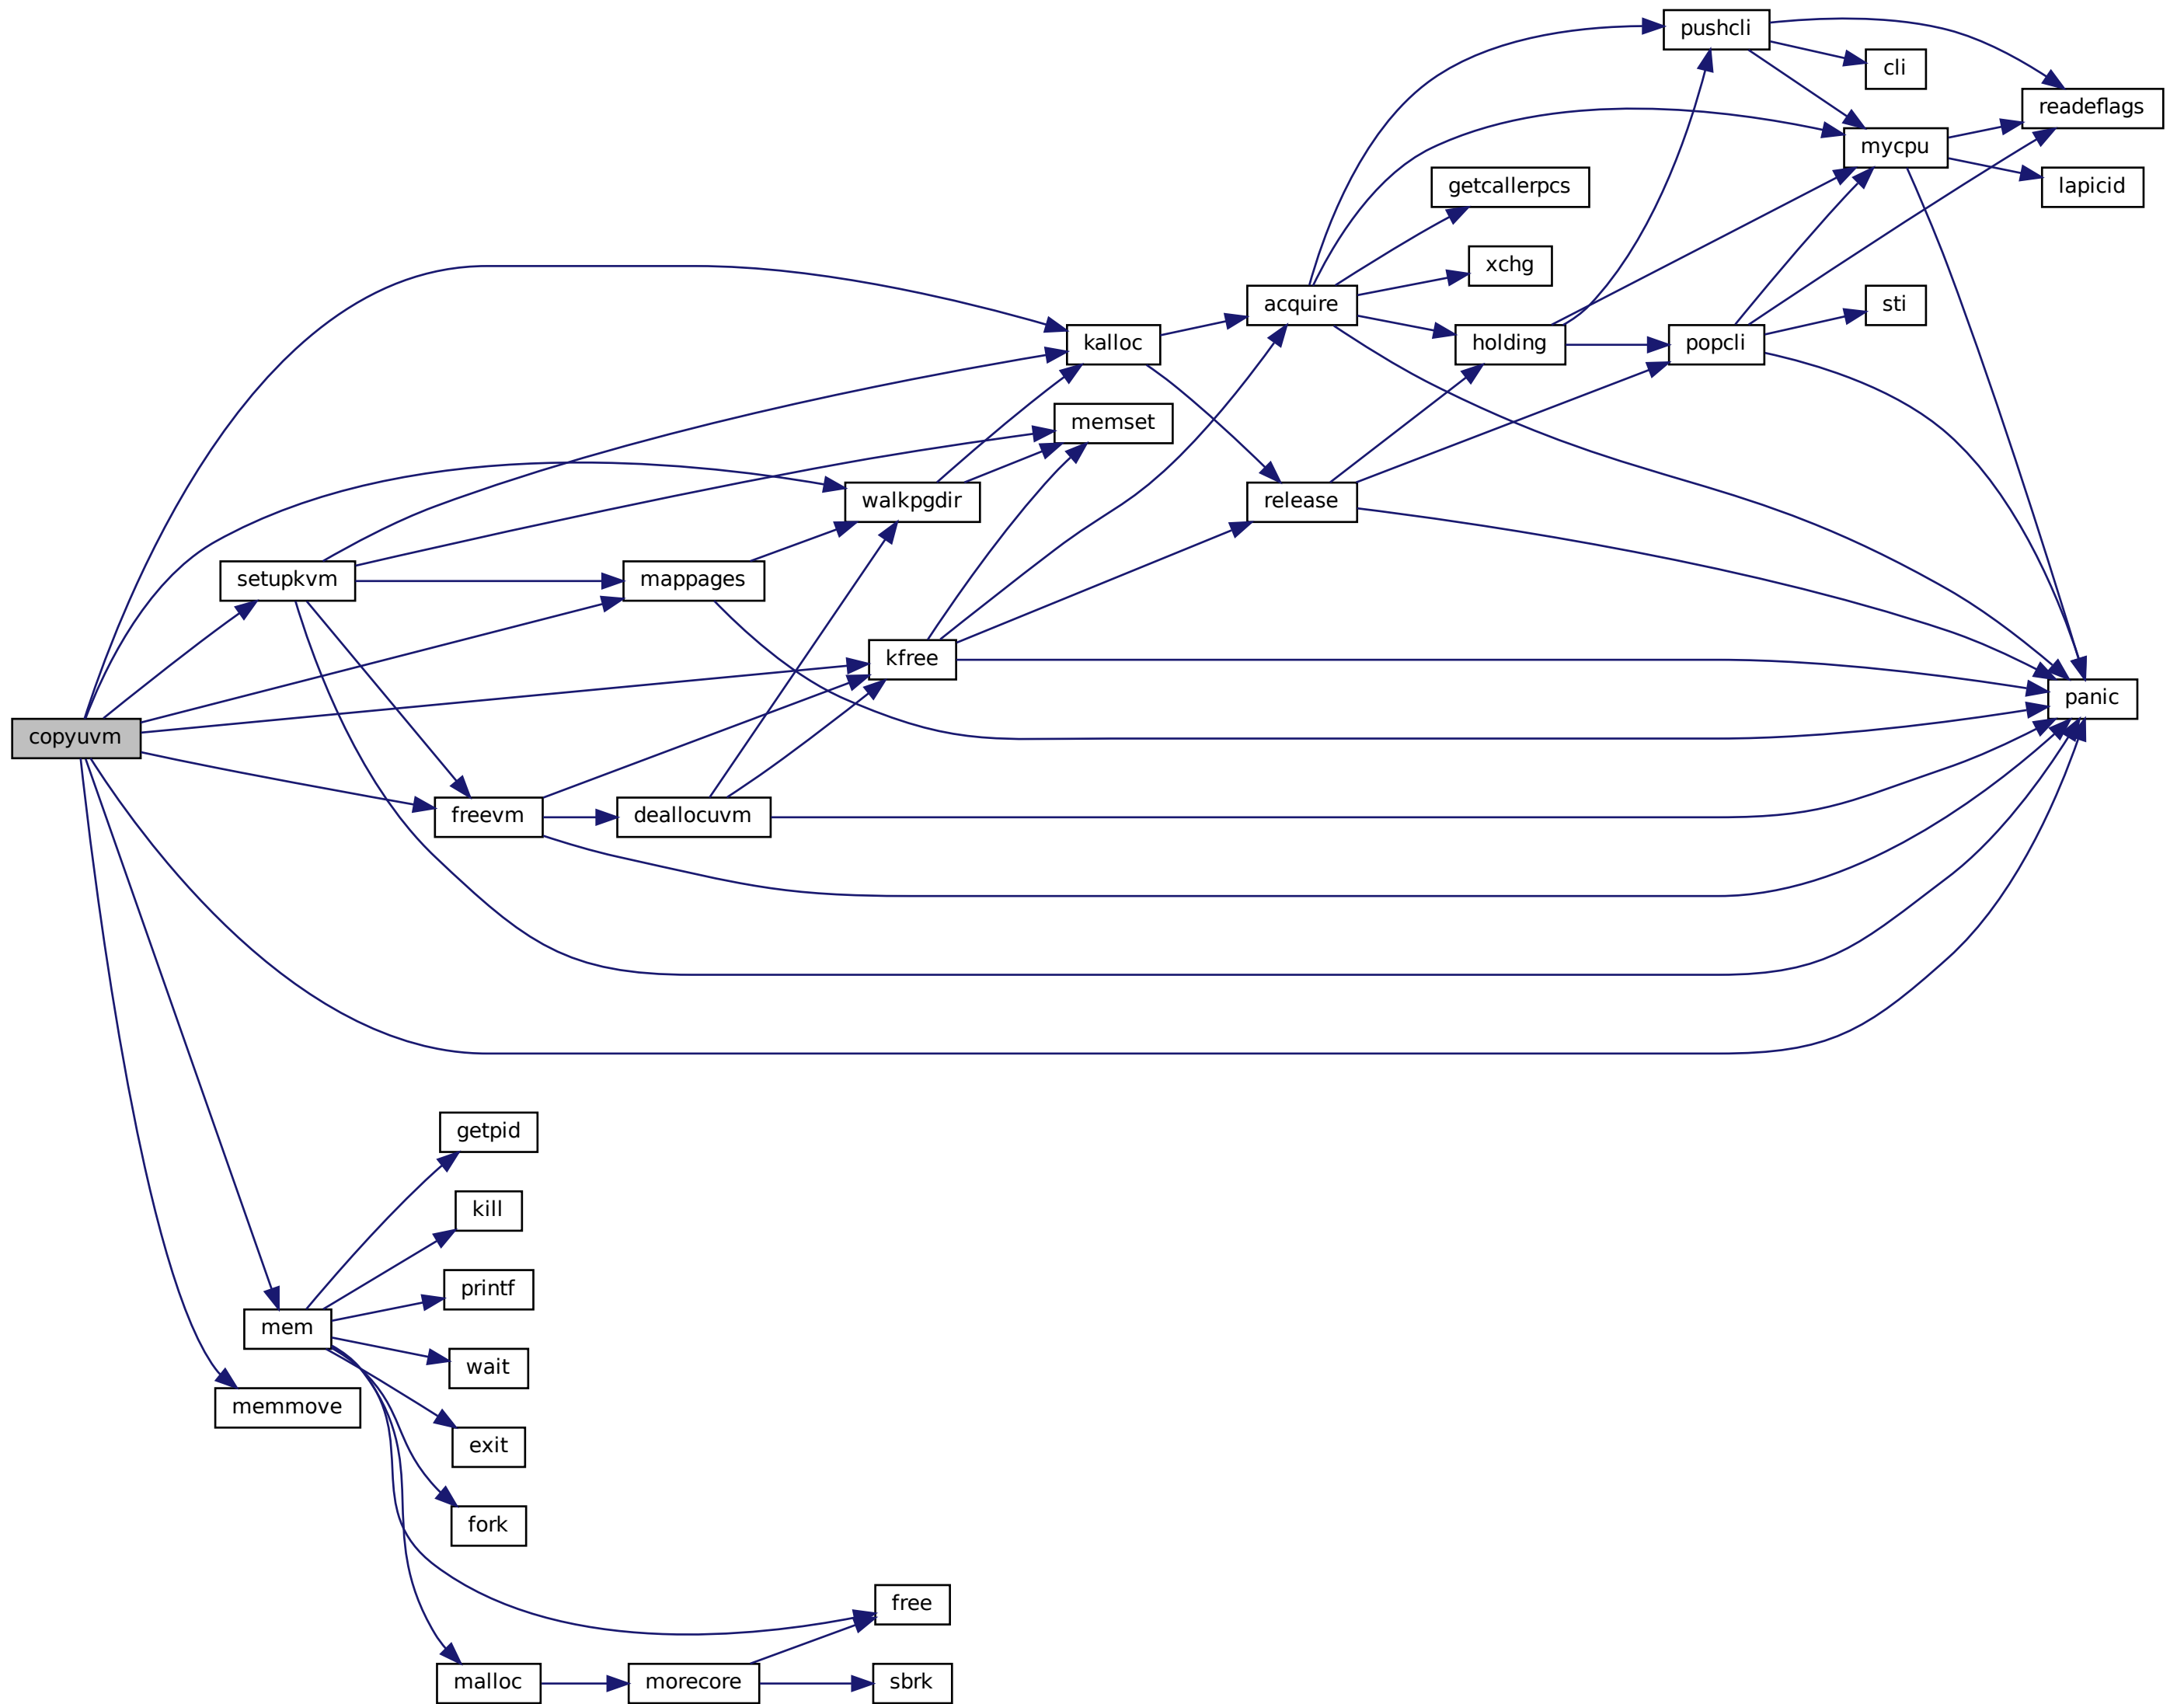 pushcli
cli
readeflags
mycpu
getcallerpcs
lapicid
xchg
acquire
sti
kalloc
holding
popcli
memset
walkpgdir
release
setupkvm
mappages
kfree
panic
copyuvm
freevm
deallocuvm
getpid
kill
printf
mem
wait
memmove
exit
fork
free
malloc
morecore
sbrk